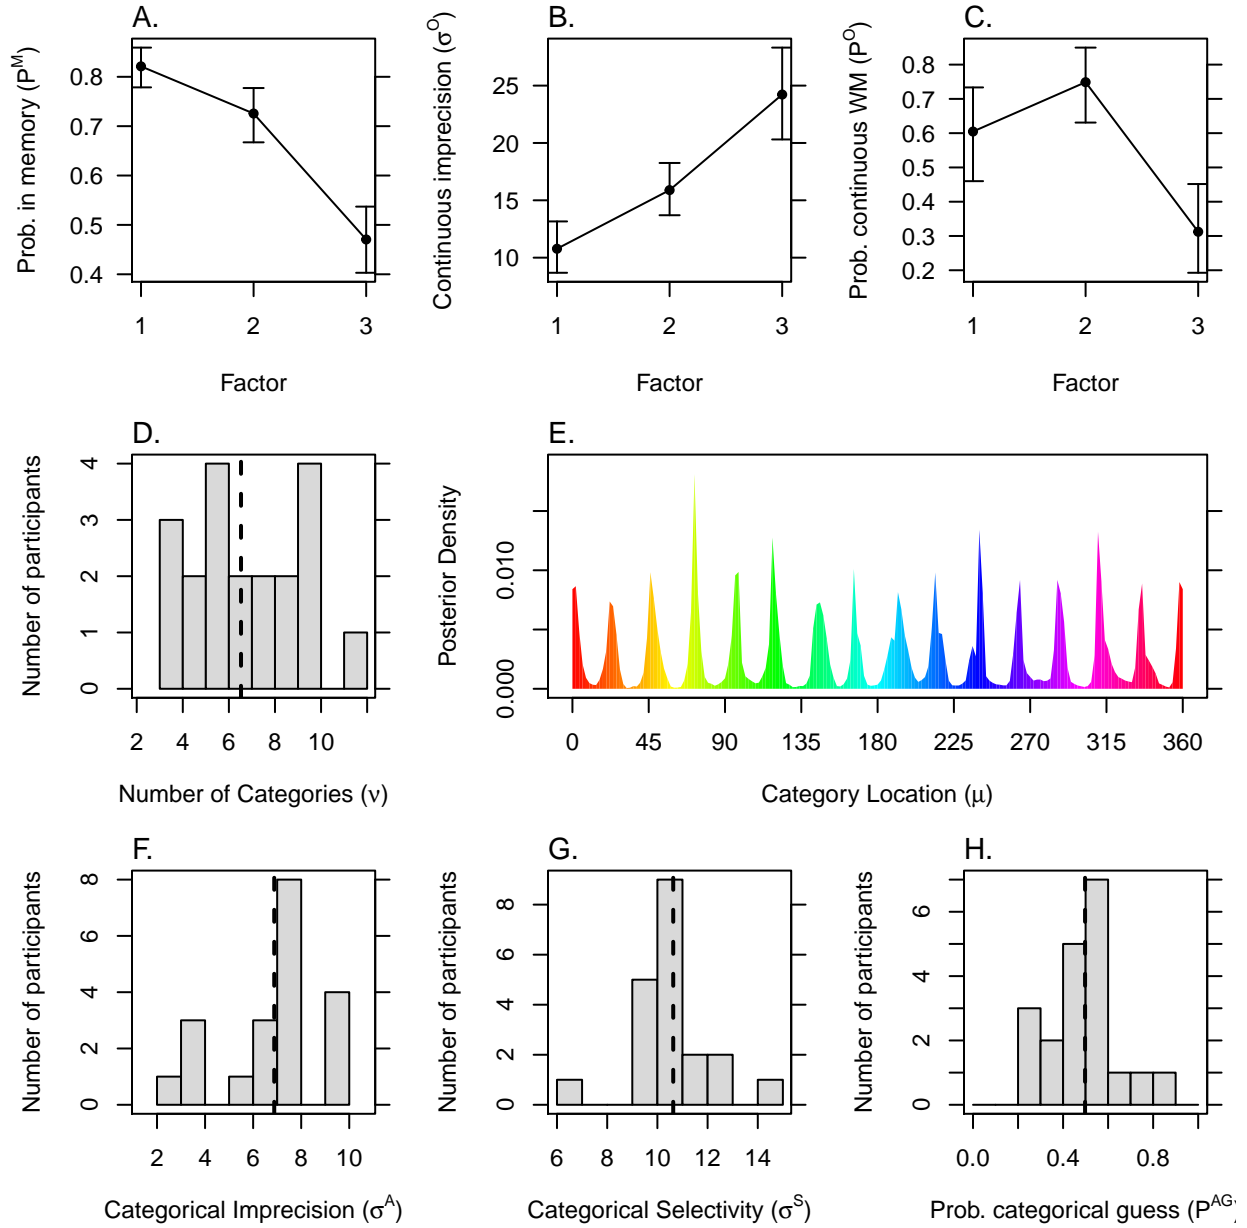 A.
Prob. in memory (P^M)
0.4 0.5 0.6 0.7 0.8
1 2 3
Factor
B.
Continuous imprecision (σ^O)
10 15 20 25
1 2 3
Factor
C.
Prob. continuous WM (P^O)
0.2 0.3 0.4 0.5 0.6 0.7 0.8
1 2 3
Factor
D.
Number of participants
0 1 2 3 4
2 4 6 8 10
Number of Categories (ν)
E.
Posterior Density
0.000 0.010
0 45 90 135 180 225 270 315 360
Category Location (μ)
F.
Number of participants
0 2 4 6 8
2 4 6 8 10
Categorical Imprecision (σ^A)
G.
Number of participants
0 2 4 6 8
6 8 10 12 14
Categorical Selectivity (σ^S)
H.
Number of participants
0 2 4 6
0.0 0.4 0.8
Prob. categorical guess (P^AG)